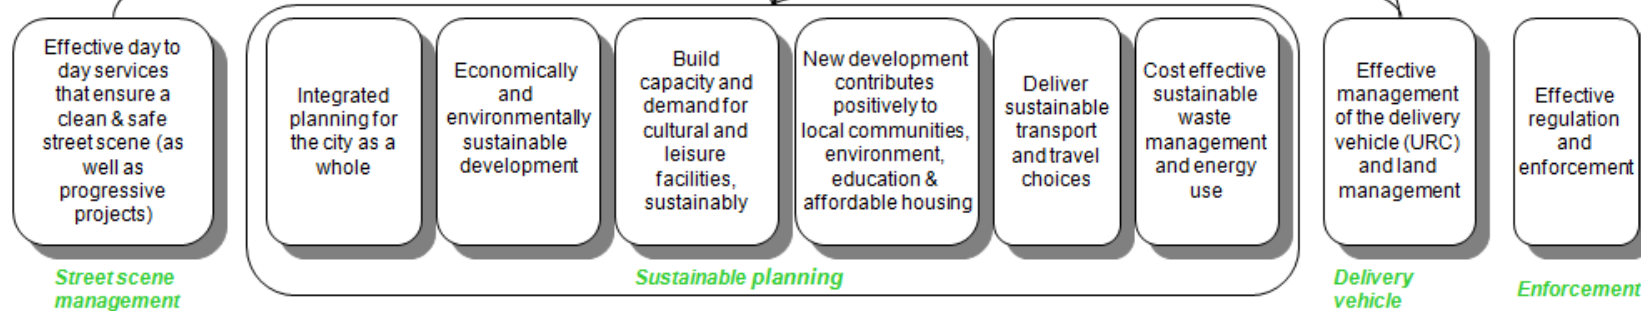 Effective day to
day services
that ensure a
clean & safe
street scene (as
well as
progressive
projects)
Integrated
planning for
the city as a
whole
Economically
and
environmentally
sustainable
development
Build
capacity and
demand for
cultural and
leisure
facilities,
sustainably
New development
contributes
positively to
local communities,
environment,
education &
affordable housing
Deliver
sustainable
transport
and travel
choices
Cost effective
sustainable
waste
management
and energy
use
Effective
management
of the delivery
vehicle (URC)
and land
management
Effective
regulation
and
enforcement
Street scene
management
Sustainable planning
Delivery
vehicle
Enforcement